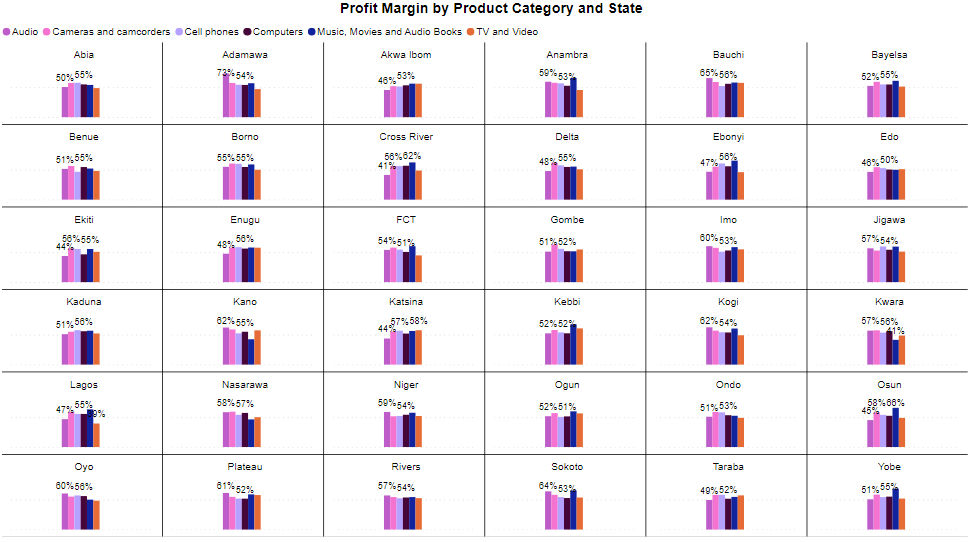 Profit Margin by Product Category and State
Audio Cameras and camcorders Cell phones Computers Music, Movies and Audio Books TV and Video
Abia Adamawa Akwa Ibom Anambra Bauchi Bayelsa
50% 55% 73% 54% 46% 53% 59% 53% 65% 56% 52% 55%
Benue Borno Cross River Delta Ebonyi Edo
51% 55% 55% 55% 41% 56% 62% 48% 55% 47% 56% 46% 50%
Ekiti Enugu FCT Gombe Imo Jigawa
44% 56% 55% 48% 56% 54% 51% 51% 52% 60% 53% 57% 54%
Kaduna Kano Katsina Kebbi Kogi Kwara
51% 56% 62% 55% 44% 57% 58% 52% 52% 62% 54% 57% 56% 41%
Lagos Nasarawa Niger Ogun Ondo Osun
47% 55% 39% 58% 57% 59% 54% 52% 51% 51% 53% 45% 58% 66%
Oyo Plateau Rivers Sokoto Taraba Yobe
60% 56% 61% 52% 57% 54% 64% 53% 49% 52% 51% 55%